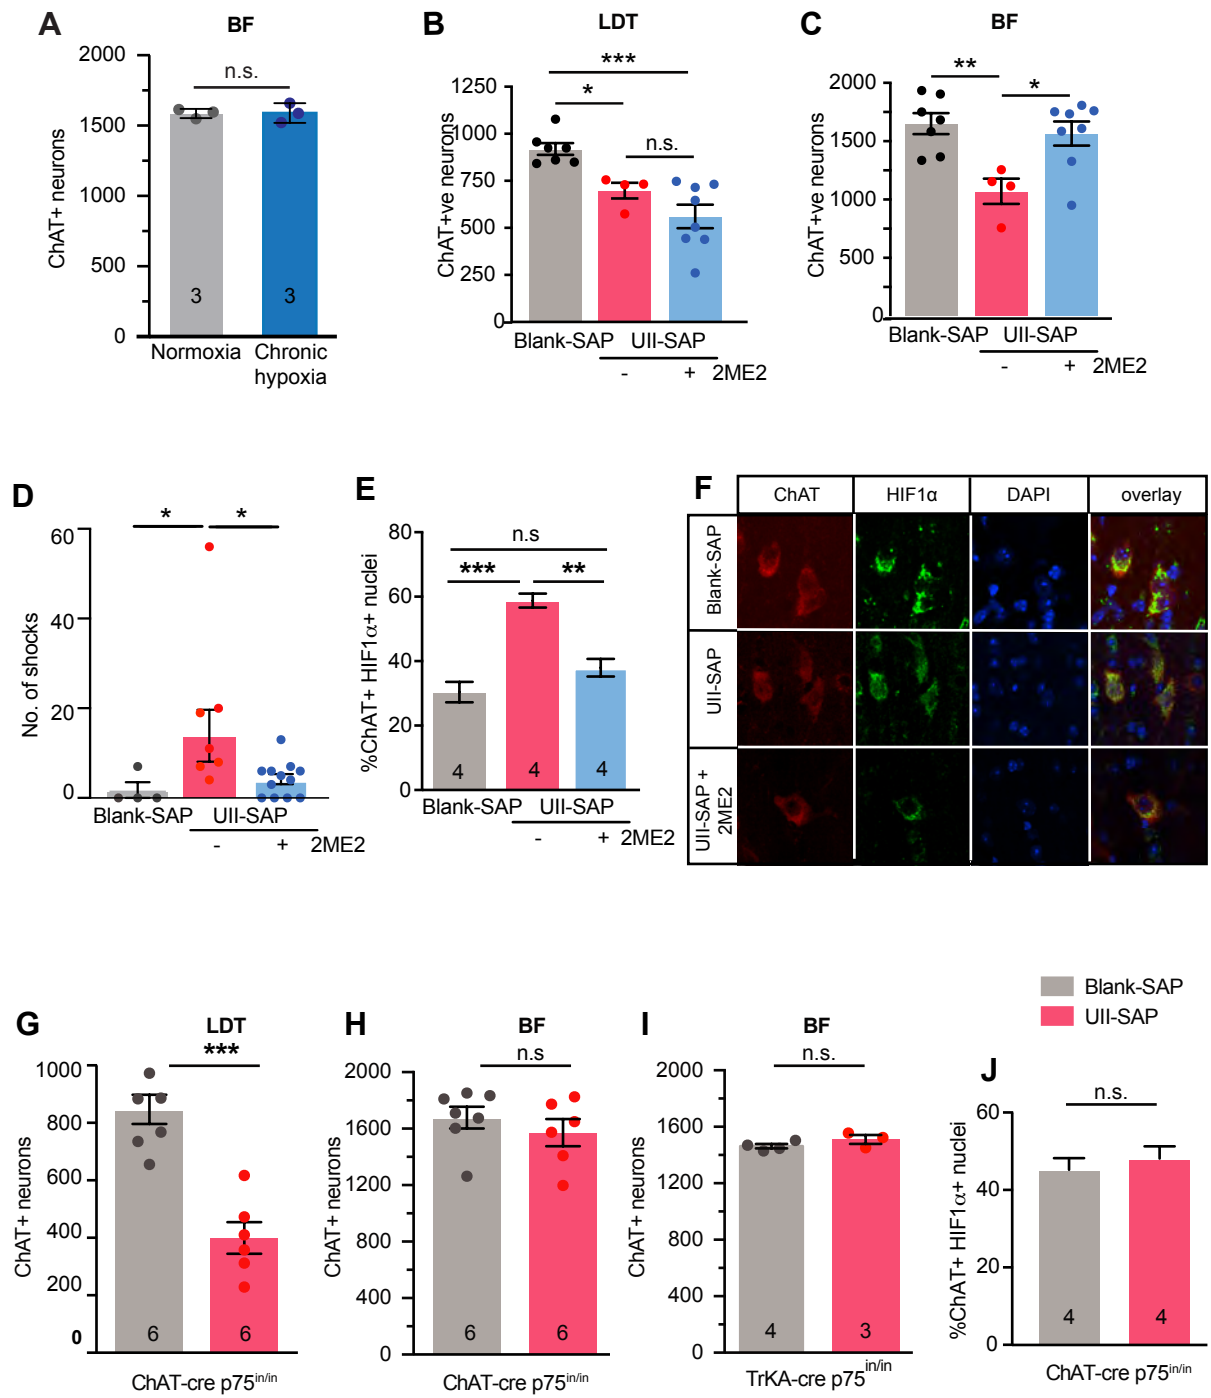 A
BF
2000
n.s.
1500
1000
500
0
ChAT+ neurons
3
3
Normoxia
Chronic
hypoxia
B
LDT
***
*
n.s.
1250
1000
750
500
250
0
ChAT+ve neurons
Blank-SAP
UII-SAP
- + 2ME2
C
BF
**
*
2000
1500
1000
500
0
ChAT+ve neurons
Blank-SAP
UII-SAP
- + 2ME2
D
* *
60
40
20
0
No. of shocks
Blank-SAP
UII-SAP
- + 2ME2
E
n.s
*** **
80
60
40
20
0
%ChAT+ HIF1α+ nuclei
4
4
4
Blank-SAP
UII-SAP
- + 2ME2
F
ChAT
HIF1α
DAPI
overlay
Blank-SAP
UII-SAP
UII-SAP +
2ME2
Blank-SAP
UII-SAP
G
LDT
***
1000
800
600
400
200
0
ChAT+ neurons
6
6
ChAT-cre p75in/in
H
BF
n.s
2000
1600
1200
800
400
0
ChAT+ neurons
6
6
ChAT-cre p75in/in
I
BF
n.s.
2000
1600
1200
800
400
0
ChAT+ neurons
4
3
TrKA-cre p75in/in
J
n.s.
60
40
20
0
%ChAT+ HIF1α+ nuclei
4
4
ChAT-cre p75in/in